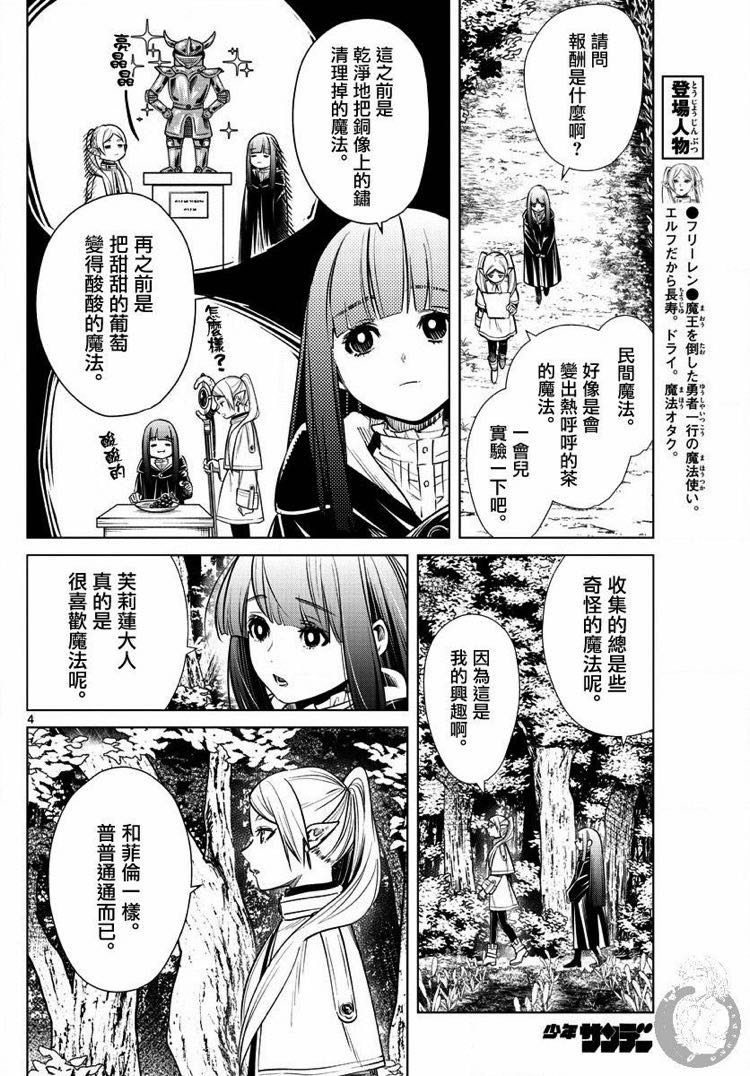 登場人物
とうじょうじんぶつ
●フリーレン●魔王を倒した勇者一行の魔法使い。
エルフだから長寿。ドライ。魔法オタク。
請問
報酬是什麼啊？
民間魔法。
好像是會
變出熱呼呼的茶
的魔法。
一會兒
實驗一下吧。
這之前是
乾淨地把銅像上的鏽
清理掉的魔法。
亮晶晶
再之前是
把甜甜的葡萄
變得酸酸的魔法。
怎麼樣？
酸酸的
收集的總是些
奇怪的魔法呢。
因為這是
我的興趣啊。
芙莉蓮大人
真的是
很喜歡魔法呢。
4
和菲倫一樣。
普普通通而已。
少年サンデー